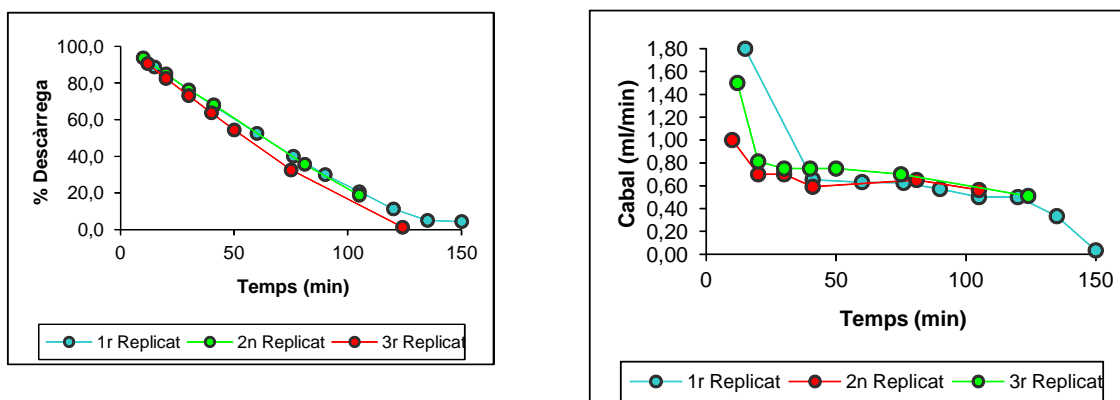 100,0
80,0
60,0
40,0
20,0
0,0
% Descàrrega
0 50 100 150
Temps (min)
1r Replicat 2n Replicat 3r Replicat
1,80
1,60
1,40
1,20
1,00
0,80
0,60
0,40
0,20
0,00
Cabal (ml/min)
0 50 100 150
Temps (min)
1r Replicat 2n Replicat 3r Replicat